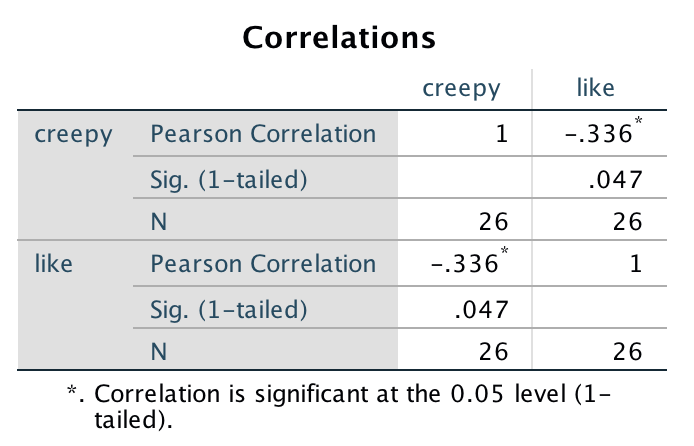 Correlations
creepy like
creepy Pearson Correlation 1 −.336*
Sig. (1-tailed) .047
N 26 26
like Pearson Correlation −.336* 1
Sig. (1-tailed) .047
N 26 26
*. Correlation is significant at the 0.05 level (1-
tailed).